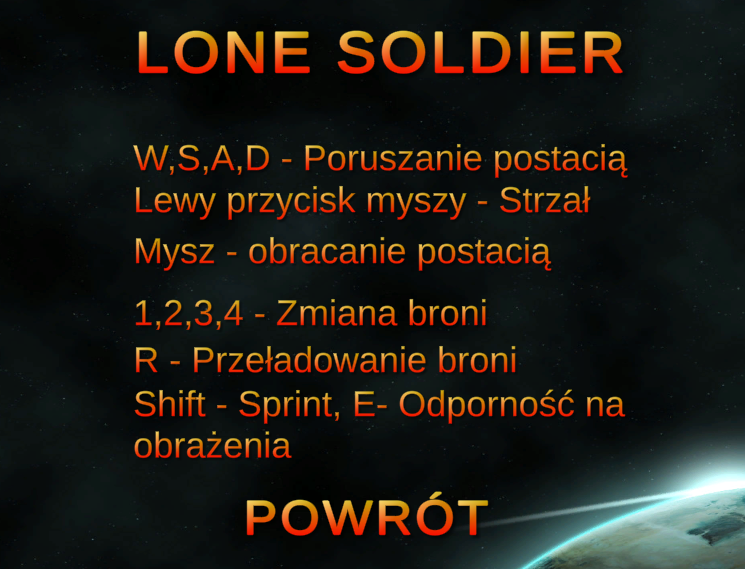 LONE SOLDIER
W,S,A,D - Poruszanie postacią
Lewy przycisk myszy - Strzał
Mysz - obracanie postacią
1,2,3,4 - Zmiana broni
R - Przeładowanie broni
Shift - Sprint, E- Odporność na
obrażenia
POWRÓT